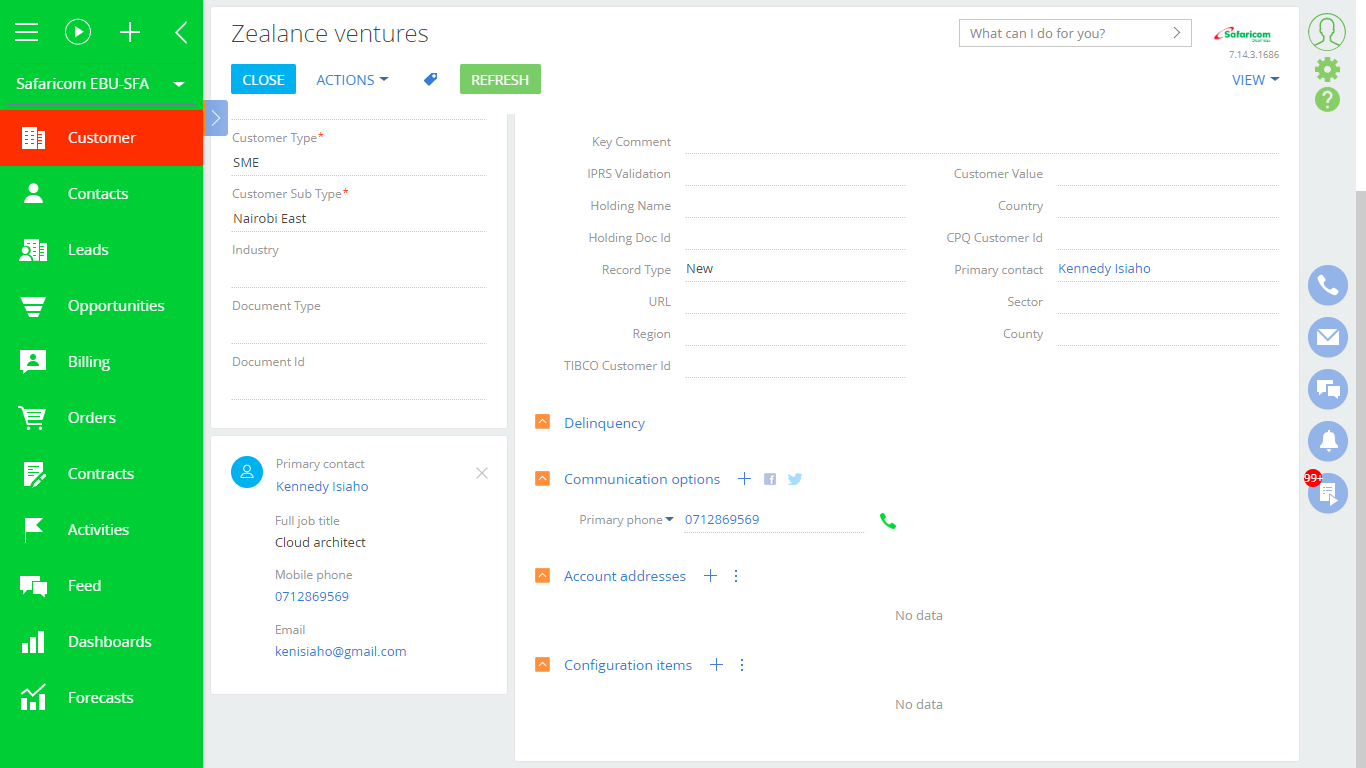 Safaricom EBU-SFA
Customer
Contacts
Leads
Opportunities
Billing
Orders
Contracts
Activities
Feed
Dashboards
Forecasts
Zealance ventures
What can I do for you?
Safaricom
7.14.3.1686
CLOSE
ACTIONS
REFRESH
VIEW
Customer Type*
SME
Customer Sub Type*
Nairobi East
Industry
Document Type
Document Id
Primary contact
Kennedy Isiaho
Full job title
Cloud architect
Mobile phone
0712869569
Email
kenisiaho@gmail.com
Key Comment
IPRS Validation
Customer Value
Holding Name
Country
Holding Doc Id
CPQ Customer Id
Record Type New
Primary contact Kennedy Isiaho
URL
Sector
Region
County
TIBCO Customer Id
Delinquency
Communication options
Primary phone 0712869569
Account addresses
No data
Configuration items
No data
99+